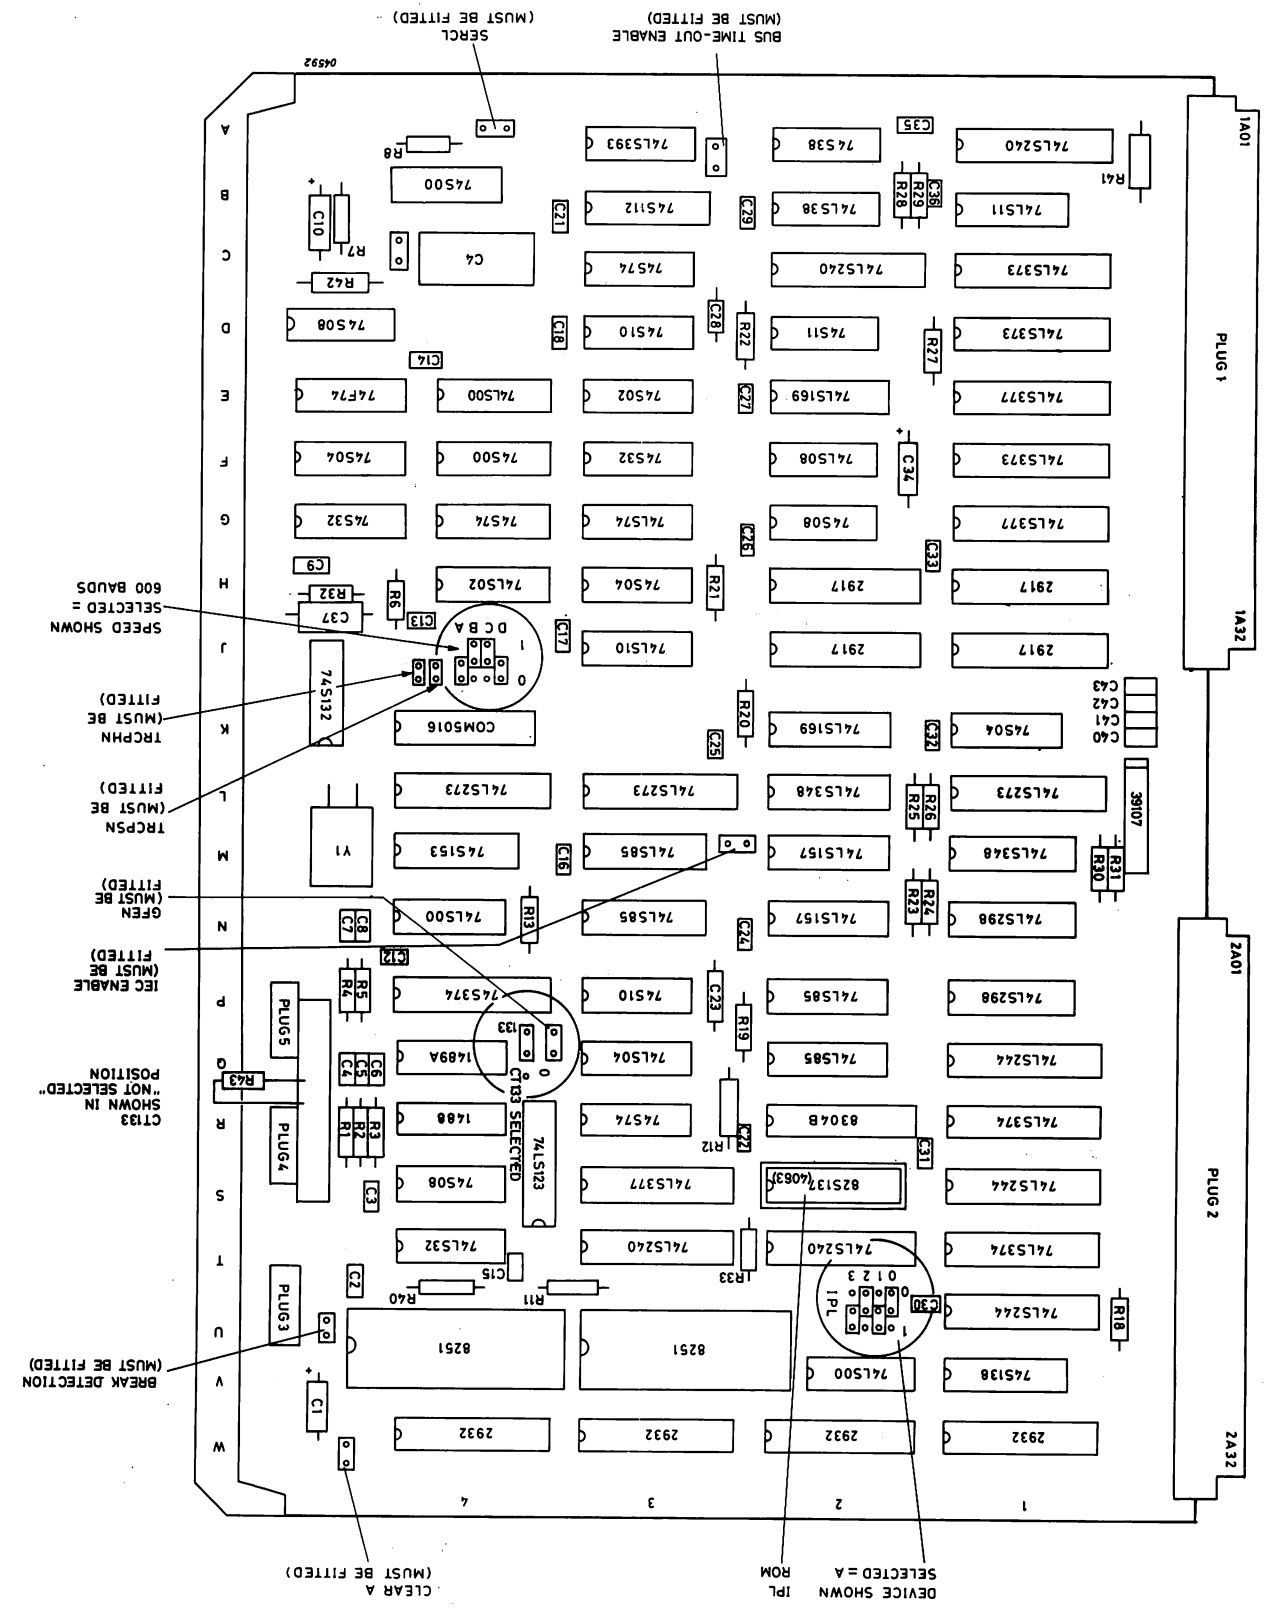 SERCL
(MUST BE FITTED)
BUS TIME-OUT ENABLE
(MUST BE FITTED)
04592
A
R8
74LS393
74S38
C35
74LS240
R41
1A01
B
C10
+
R7
74S00
C21
74S112
C29
74LS38
R28
R29
C36
74LS11
C
R42
C4
74S74
74LS240
74LS373
D
74S08
C14
C18
74S10
C28
R22
74S11
R27
74LS373
PLUG 1
E
74F74
74LS00
74S02
C27
74LS169
74LS377
F
74S04
74S00
74S32
74LS08
C34
+
74LS373
G
74S32
74S74
74LS74
C26
74S08
C33
74LS377
H
C9
R32
R6
74LS02
74S04
R21
2917
2917
SPEED SHOWN
SELECTED =
600 BAUDS
C37
C13
D C B A
1
0
C17
J
74LS10
2917
2917
1A32
74S132
TRCPHN
(MUST BE
FITTED)
K
COM5016
C25
R20
74LS169
C32
74S04
C43
C42
C41
C40
TRCPSN
(MUST BE
FITTED)
L
74LS273
74LS273
74LS348
R25
R26
74LS273
39107
M
Y1
74S153
C16
74LS85
74LS157
74LS348
R30
R31
GFEN
(MUST BE
FITTED)
N
C7
C8
74LS00
R13
74LS85
C24
74LS157
R23
R24
74LS298
IEC ENABLE
(MUST BE
FITTED)
C12
2A01
P
PLUG5
R4
R5
74S374
74S10
C23
R19
74LS85
74LS298
133
0
CT133 SELECTED
Q
R43
C4
C5
C6
1489A
74LS04
74LS85
74LS244
CT133
SHOWN IN
"NOT SELECTED"
POSITION
R
PLUG4
R1
R2
R3
1488
74LS123
74S74
R12
C22
8304B
C31
74LS374
S
C3
74S08
74LS377
82S137
(4063)
74LS244
PLUG 2
T
C2
74LS32
C15
74LS240
R33
74LS240
74LS374
0 1 2 3
IPL
0
1
C30
U
PLUG3
R40
R11
8251
8251
74LS244
R18
BREAK DETECTION
(MUST BE FITTED)
V
C1
+
74LS00
74S138
W
2932
2932
2932
2932
2A32
4
3
2
1
CLEAR A
(MUST BE FITTED)
IPL
ROM
DEVICE SHOWN
SELECTED = A